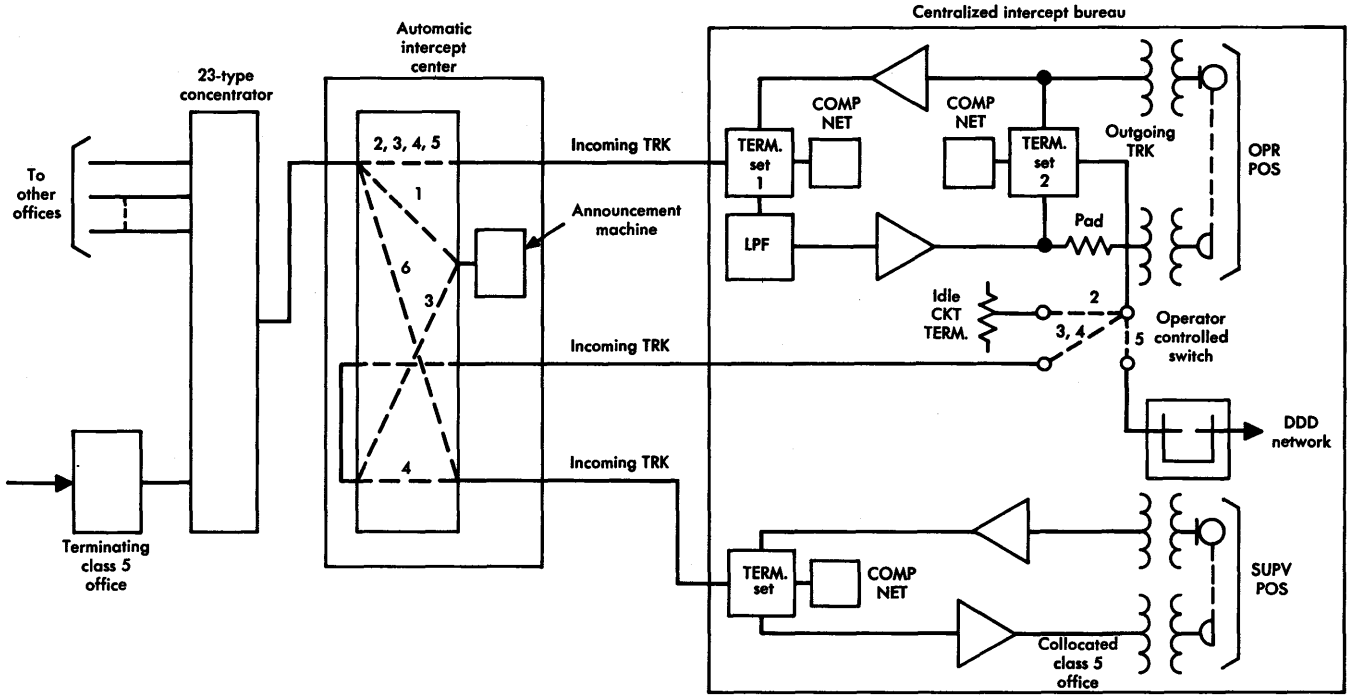 Centralized intercept bureau
Automatic
intercept
center
23-type
concentrator
To
other
offices
2, 3, 4, 5
1
6
3
4
Announcement
machine
Incoming TRK
Incoming TRK
Incoming TRK
Terminating
class 5
office
TERM.
set
1
COMP
NET
COMP
NET
TERM.
set
2
Outgoing
TRK
OPR
POS
LPF
Pad
Idle
CKT
TERM.
2
3, 4
5
Operator
controlled
switch
DDD
network
TERM.
set
COMP
NET
SUPV
POS
Collocated
class 5
office